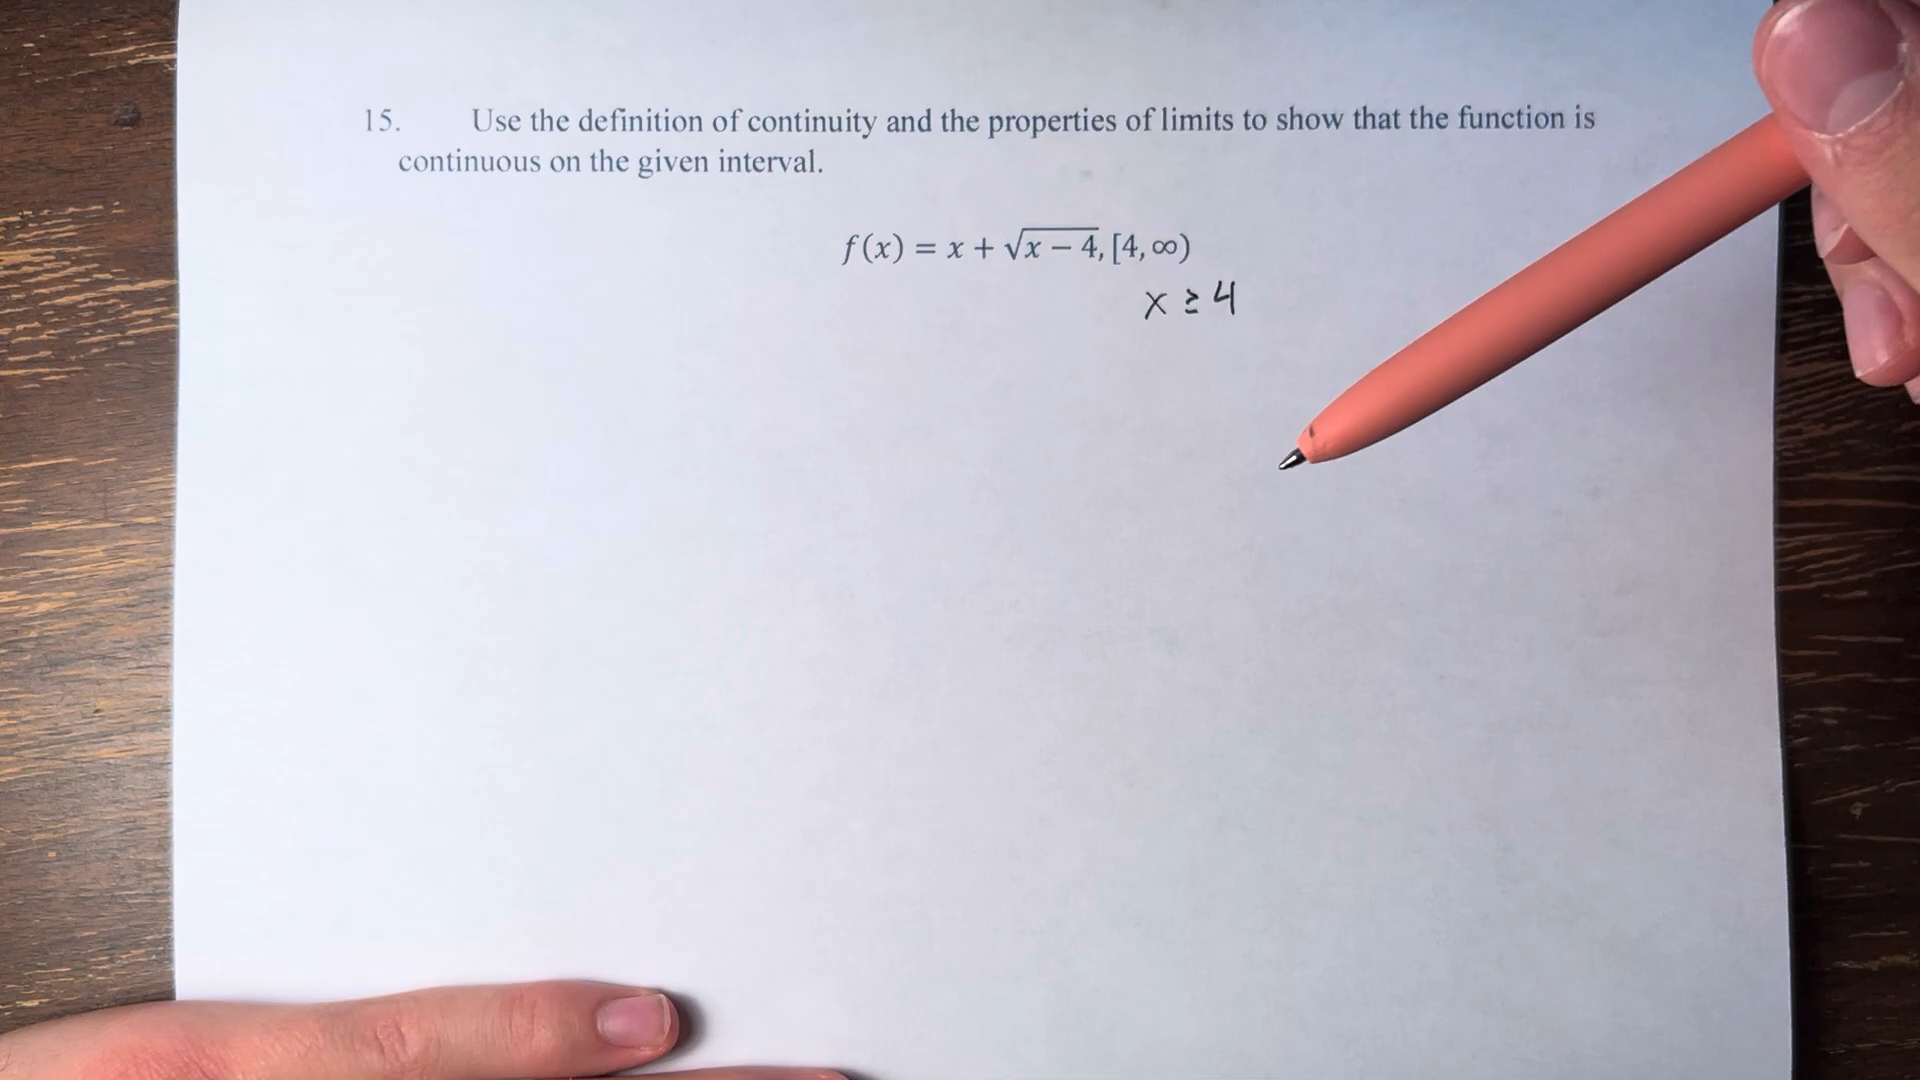 15. Use the definition of continuity and the properties of limits to show that the function is
continuous on the given interval.
f(x) = x + √x − 4, [4, ∞)
x ≥ 4